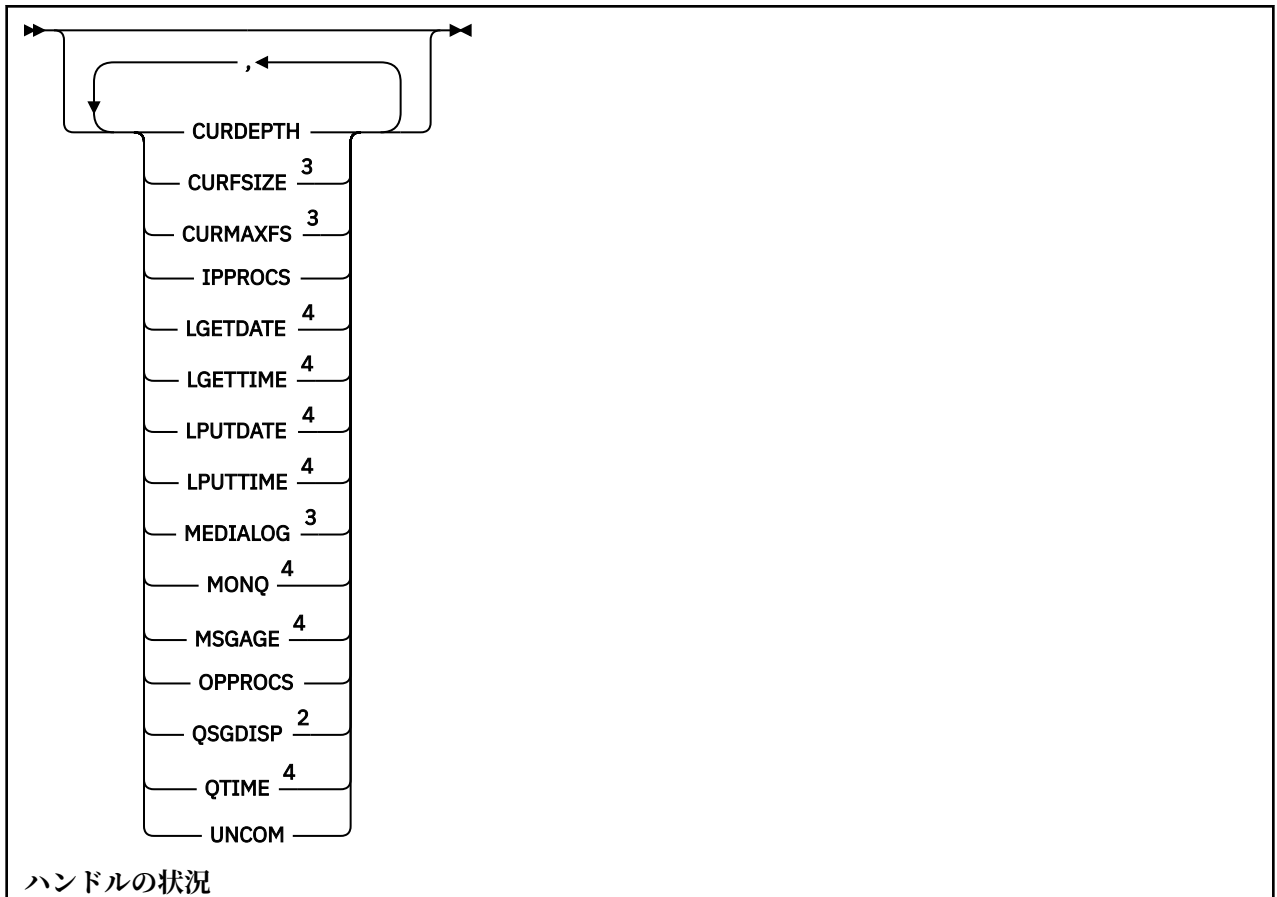 ,
CURDEPTH
CURFSIZE 3
CURMAXFS 3
IPPROCS
LGETDATE 4
LGETTIME 4
LPUTDATE 4
LPUTTIME 4
MEDIALOG 3
MONQ 4
MSGAGE 4
OPPROCS
QSGDISP 2
QTIME 4
UNCOM
ハンドルの状況